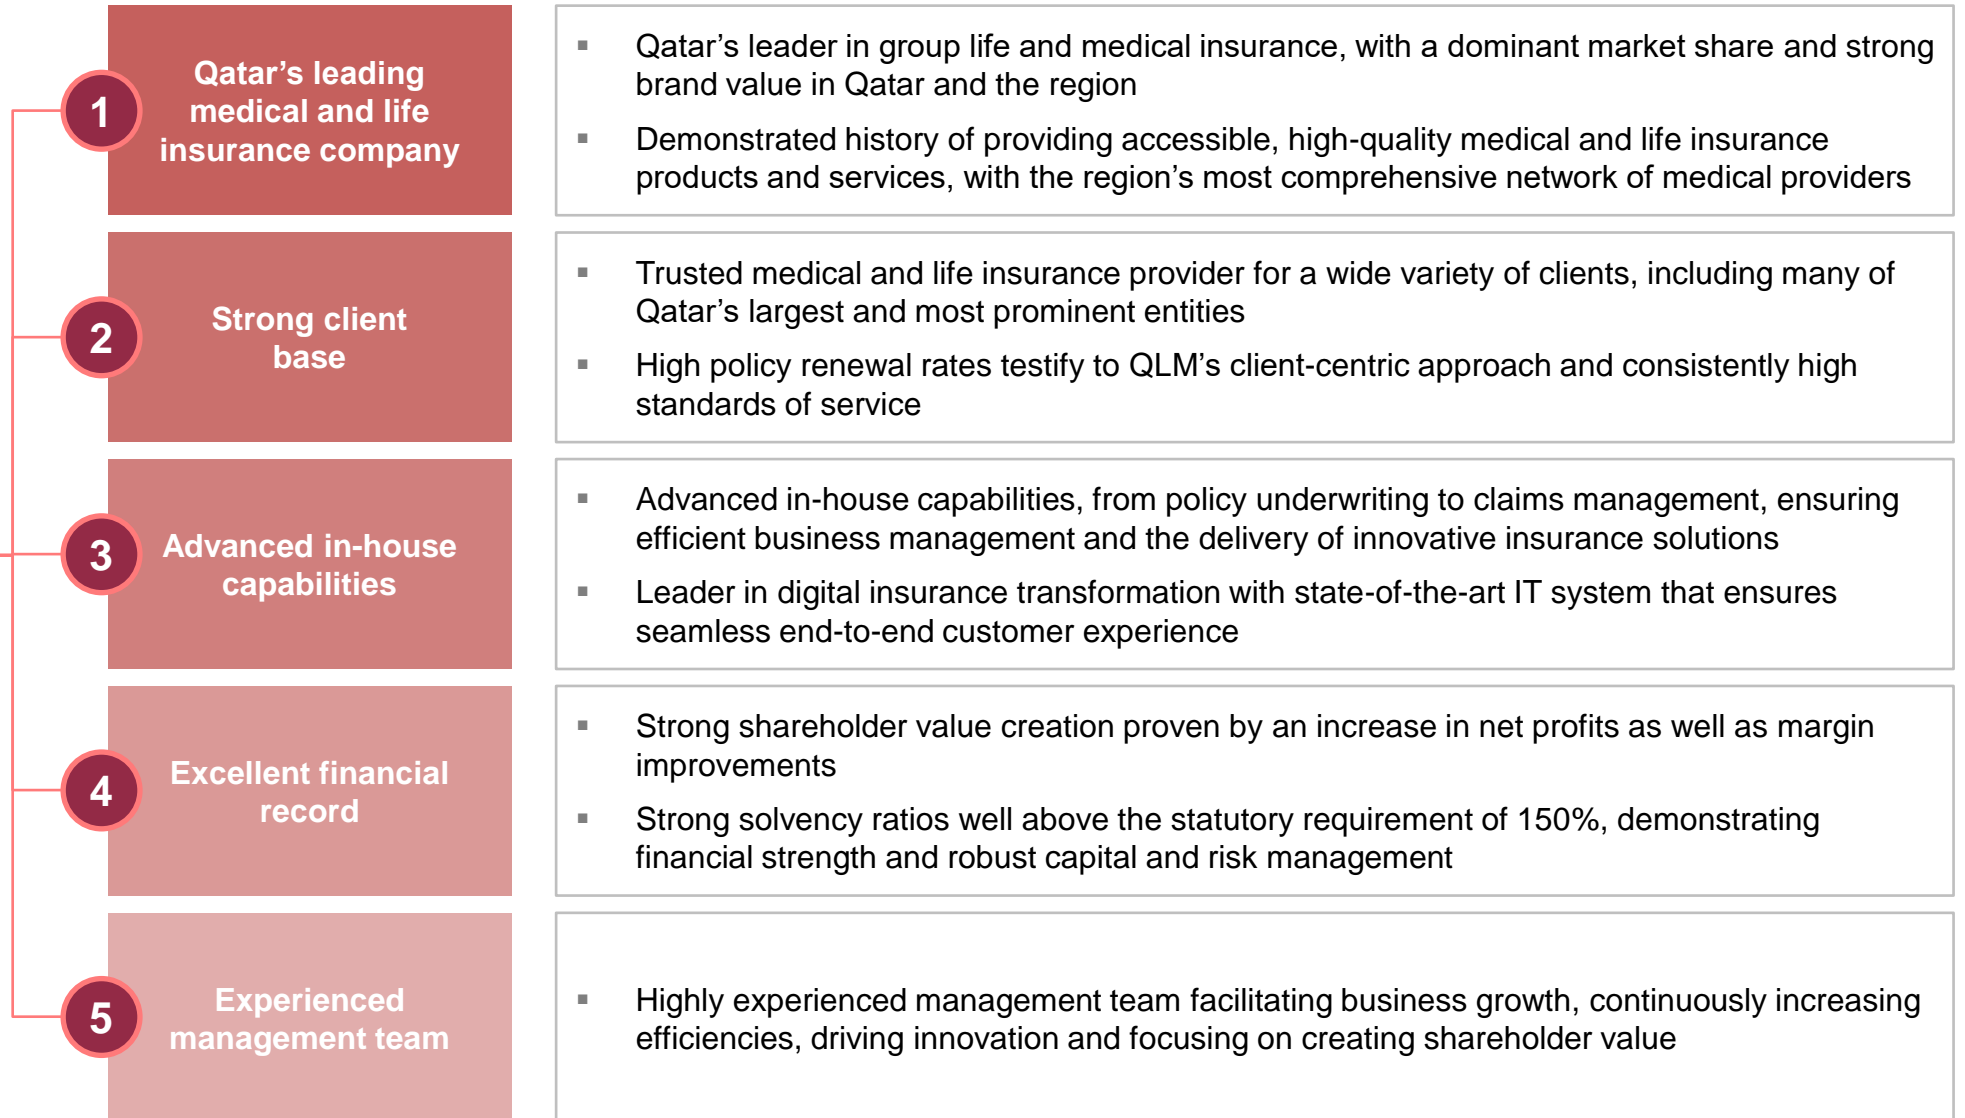 1
Qatar’s leading
medical and life
insurance company
▪ Qatar’s leader in group life and medical insurance, with a dominant market share and strong
brand value in Qatar and the region
▪ Demonstrated history of providing accessible, high-quality medical and life insurance
products and services, with the region’s most comprehensive network of medical providers
2
Strong client
base
▪ Trusted medical and life insurance provider for a wide variety of clients, including many of
Qatar’s largest and most prominent entities
▪ High policy renewal rates testify to QLM’s client-centric approach and consistently high
standards of service
3
Advanced in-house
capabilities
▪ Advanced in-house capabilities, from policy underwriting to claims management, ensuring
efficient business management and the delivery of innovative insurance solutions
▪ Leader in digital insurance transformation with state-of-the-art IT system that ensures
seamless end-to-end customer experience
4
Excellent financial
record
▪ Strong shareholder value creation proven by an increase in net profits as well as margin
improvements
▪ Strong solvency ratios well above the statutory requirement of 150%, demonstrating
financial strength and robust capital and risk management
5
Experienced
management team
▪ Highly experienced management team facilitating business growth, continuously increasing
efficiencies, driving innovation and focusing on creating shareholder value